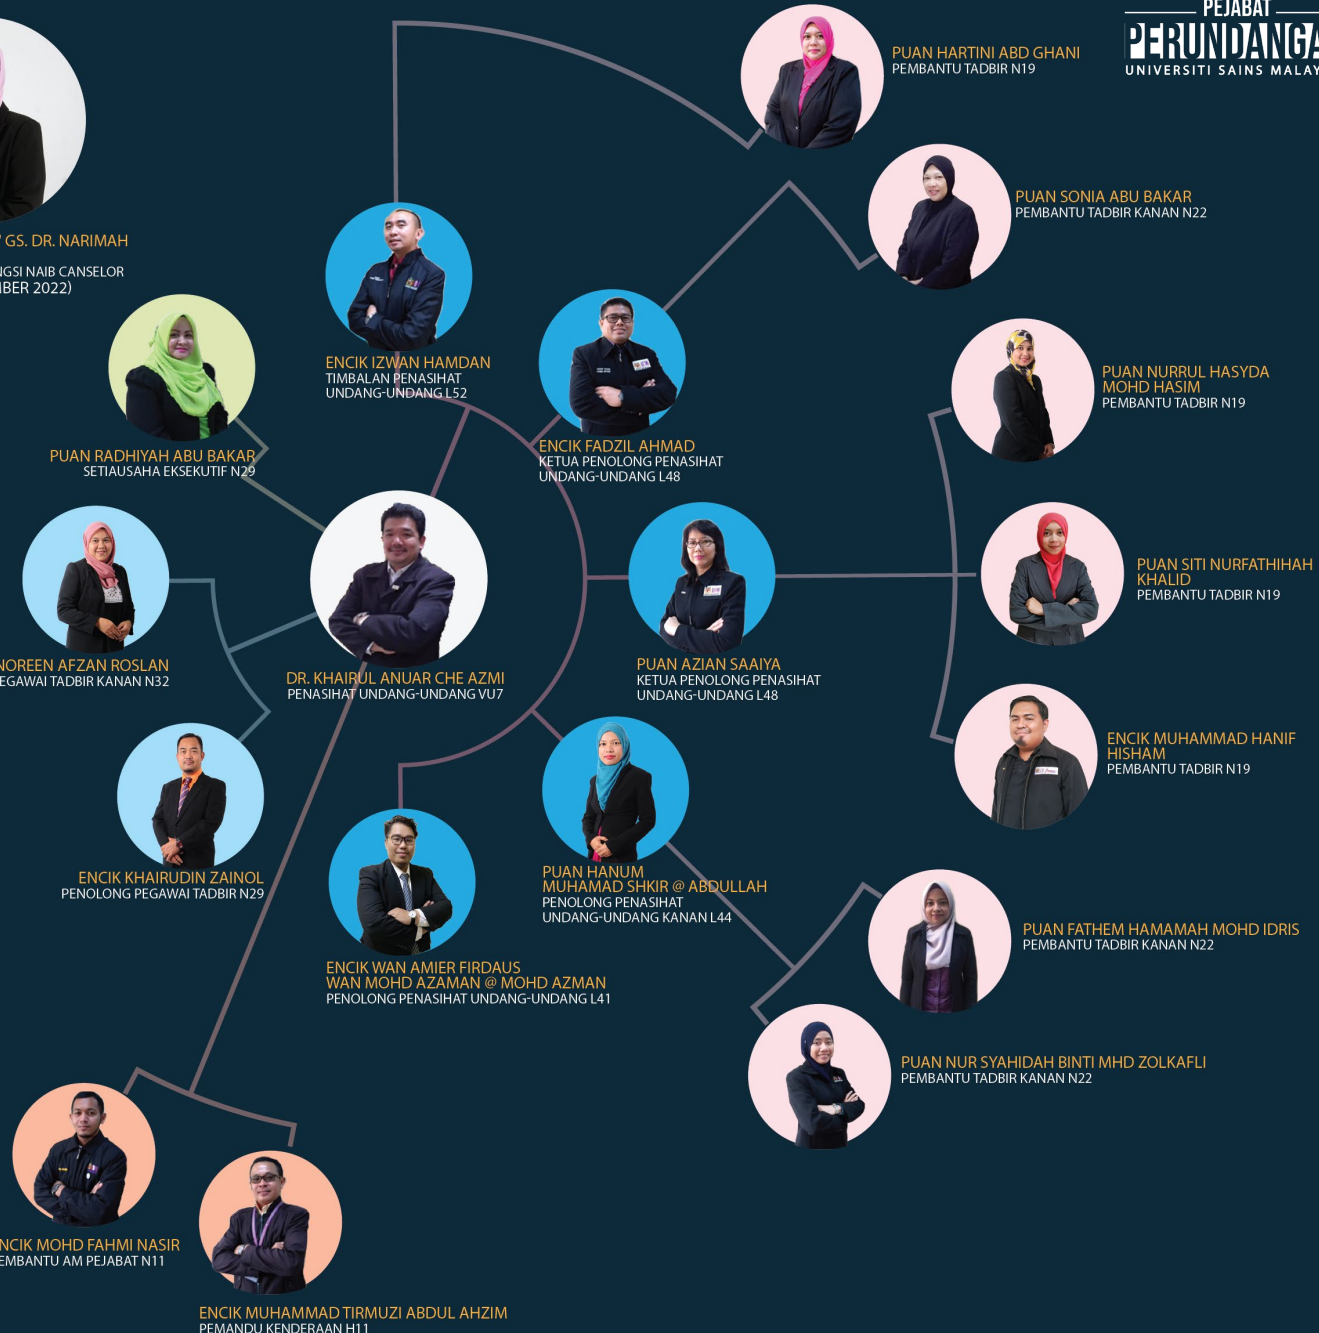 PEJABAT
UNIVERSITI SAINS
PUAN HARTINI ABD GHANI
PEMBANTU TADBIR N19
PUAN SONIA ABU BAKAR
PEMBANTU TADBIR KANAN N22
GS. DR. NARIMAH
NAIB CANSELOR
2022)
ENCIK IZWAN HAMDAN
TIMBALAN PENASIHAT
UNDANG-UNDANG L52
ENCIK FADZIL AHMAD
KETUA PENOLONG PENASIHAT
UNDANG-UNDANG L48
PUAN NURRUL HASYDA
MOHD HASIM
PEMBANTU TADBIR N19
PUAN RADHIYAH ABU BAKAR
SETIAUSAHA EKSEKUTIF N29
PUAN SITI NURFATHIHAH
KHALID
PEMBANTU TADBIR N19
NOREEN AFZAN ROSLAN
TADBIR KANAN N32
DR. KHAIRUL ANUAR CHE AZMI
PENASIHAT UNDANG-UNDANG VU7
PUAN AZIAN SAAIYA
KETUA PENOLONG PENASIHAT
UNDANG-UNDANG L48
ENCIK MUHAMMAD HANIF
HISHAM
PEMBANTU TADBIR N19
ENCIK KHAIRUDIN ZAINOL
PENOLONG PEGAWAI TADBIR N29
PUAN HANUM
MUHAMAD SHKIR @ ABDULLAH
PENOLONG PENASIHAT
UNDANG-UNDANG KANAN L44
ENCIK WAN AMIER FIRDAUS
WAN MOHD AZAMAN @ MOHD AZMAN
PENOLONG PENASIHAT UNDANG-UNDANG L41
PUAN FATHEM HAMAMAH MOHD IDRIS
PEMBANTU TADBIR KANAN N22
PUAN NUR SYAHIDAH BINTI MHD ZOLKAFLI
PEMBANTU TADBIR KANAN N22
MOHD FAHMI NASIR
AM PEJABAT N11
ENCIK MUHAMMAD TIRMUZI ABDUL AHZIM
PEMANDU KENDERAAN H11